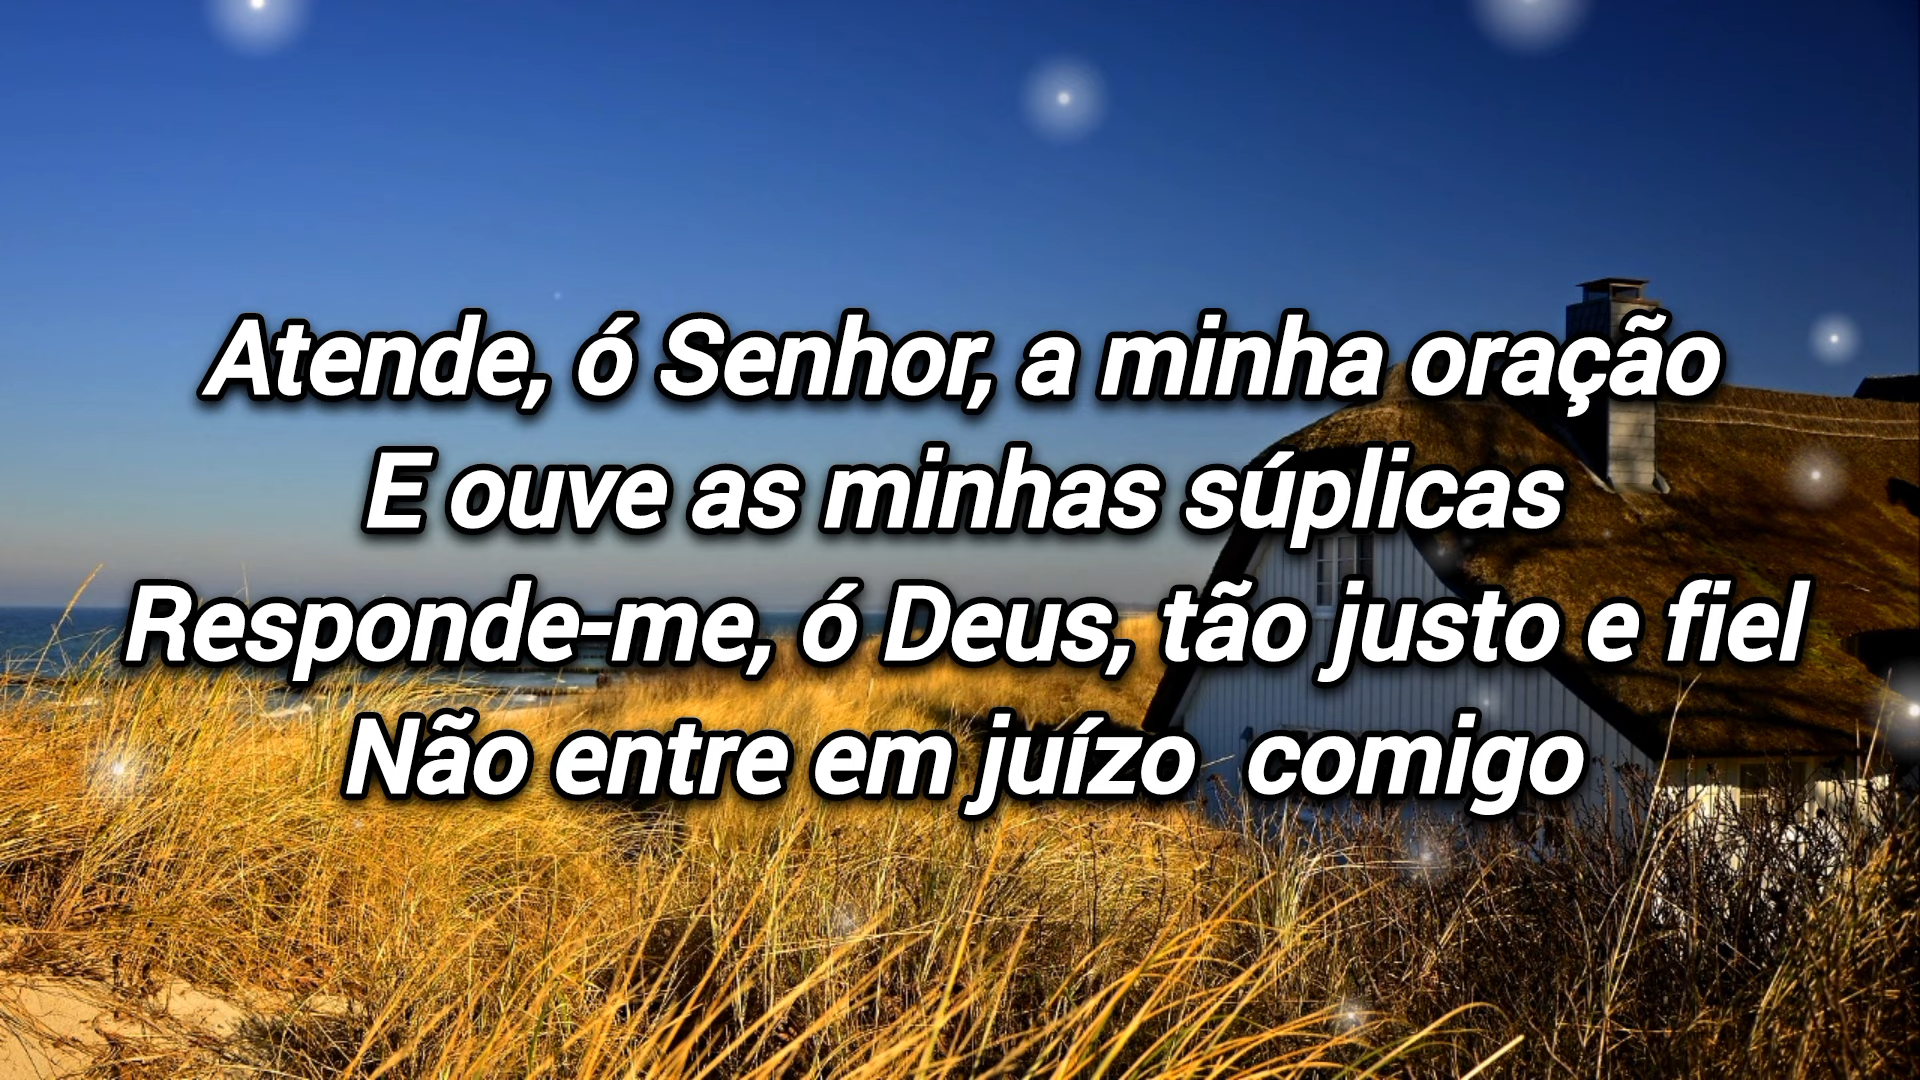 Atende, ó Senhor, a minha oração
E ouve as minhas súplicas
Responde-me, ó Deus, tão justo e fiel
Não entre em juízo  comigo